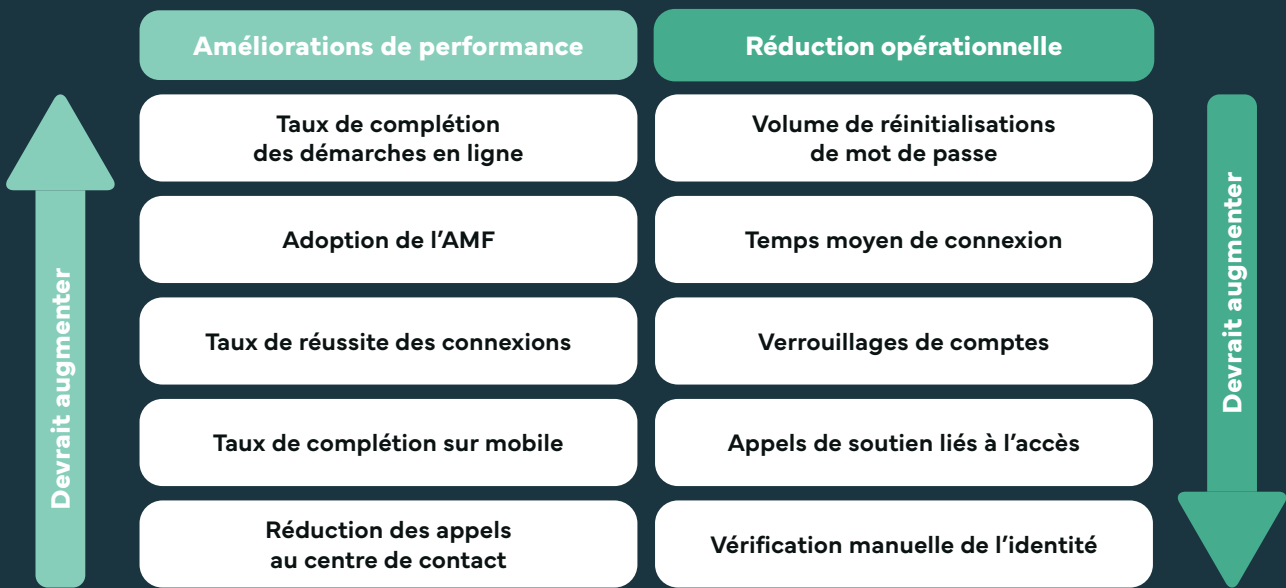 Améliorations de performance
Réduction opérationnelle
Devrait augmenter
Taux de complétion
des démarches en ligne
Volume de réinitialisations
de mot de passe
Adoption de l'AMF
Temps moyen de connexion
Taux de réussite des connexions
Verrouillages de comptes
Taux de complétion sur mobile
Appels de soutien liés à l'accès
Réduction des appels
au centre de contact
Vérification manuelle de l'identité
Devrait augmenter